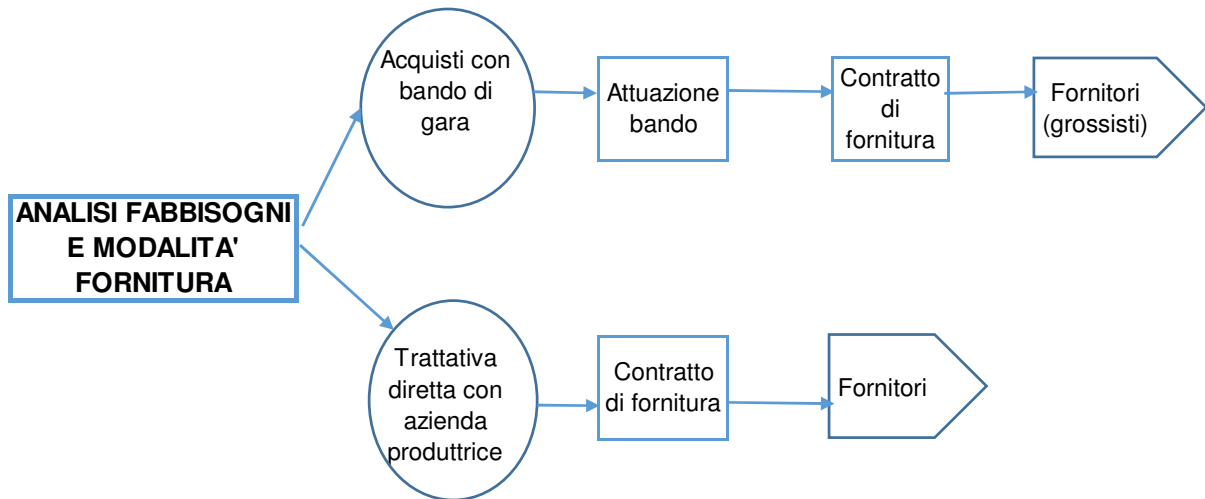 Acquisti con
bando di
gara
Attuazione
bando
Contratto
di
fornitura
Fornitori
(grossisti)
ANALISI FABBISOGNI
E MODALITA'
FORNITURA
Trattativa
diretta con
azienda
produttrice
Contratto
di fornitura
Fornitori